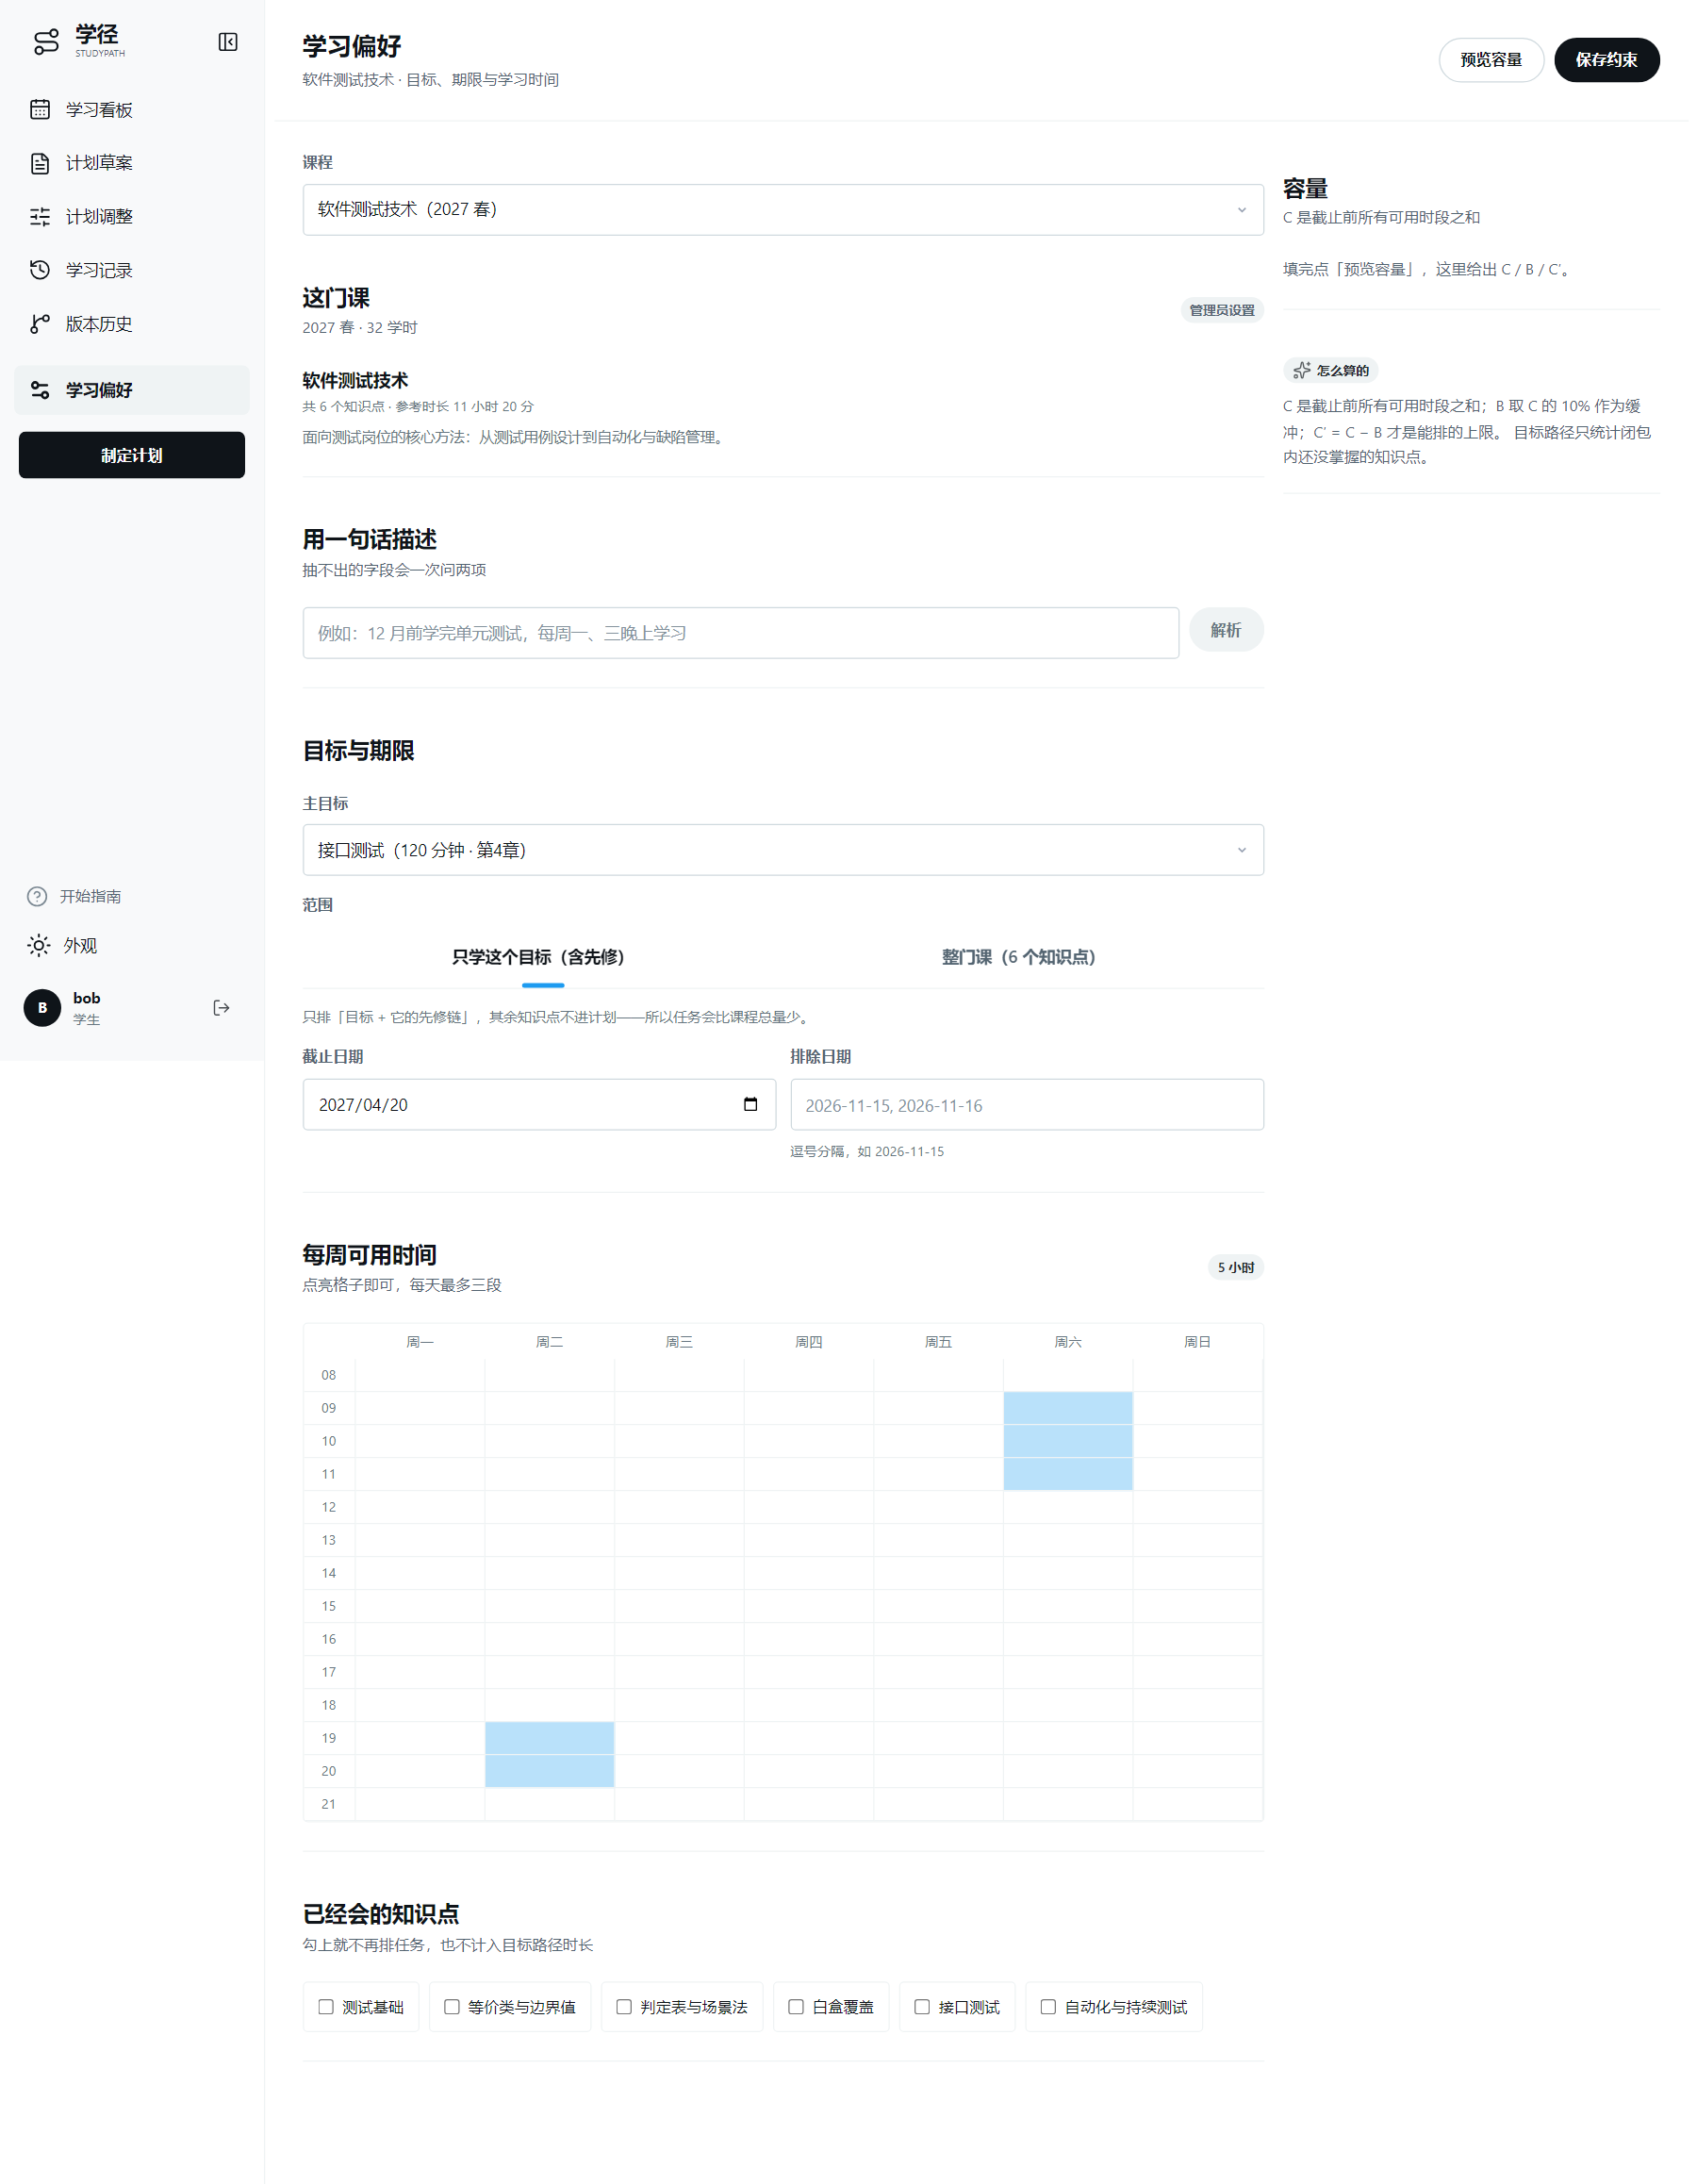 学径
STUDYPATH
学习看板
计划草案
计划调整
学习记录
版本历史
学习偏好
制定计划
开始指南
外观
B
bob
学生
学习偏好
软件测试技术 · 目标、期限与学习时间
预览容量
保存约束
课程
软件测试技术（2027 春）
这门课
2027 春 · 32 学时
管理员设置
软件测试技术
共 6 个知识点 · 参考时长 11 小时 20 分
面向测试岗位的核心方法：从测试用例设计到自动化与缺陷管理。
用一句话描述
抽不出的字段会一次问两项
例如：12 月前学完单元测试，每周一、三晚上学习
解析
目标与期限
主目标
接口测试（120 分钟 · 第4章）
范围
只学这个目标（含先修）
整门课（6 个知识点）
只排「目标 + 它的先修链」，其余知识点不进计划——所以任务会比课程总量少。
截止日期
排除日期
2027/04/20
2026-11-15, 2026-11-16
逗号分隔，如 2026-11-15
每周可用时间
点亮格子即可，每天最多三段
5 小时
周一 周二 周三 周四 周五 周六 周日
08
09
10
11
12
13
14
15
16
17
18
19
20
21
已经会的知识点
勾上就不再排任务，也不计入目标路径时长
测试基础 等价类与边界值 判定表与场景法 白盒覆盖 接口测试 自动化与持续测试
容量
C 是截止前所有可用时段之和
填完点「预览容量」，这里给出 C / B / C′。
怎么算的
C 是截止前所有可用时段之和；B 取 C 的 10% 作为缓
冲；C′ = C − B 才是能排的上限。 目标路径只统计闭包
内还没掌握的知识点。